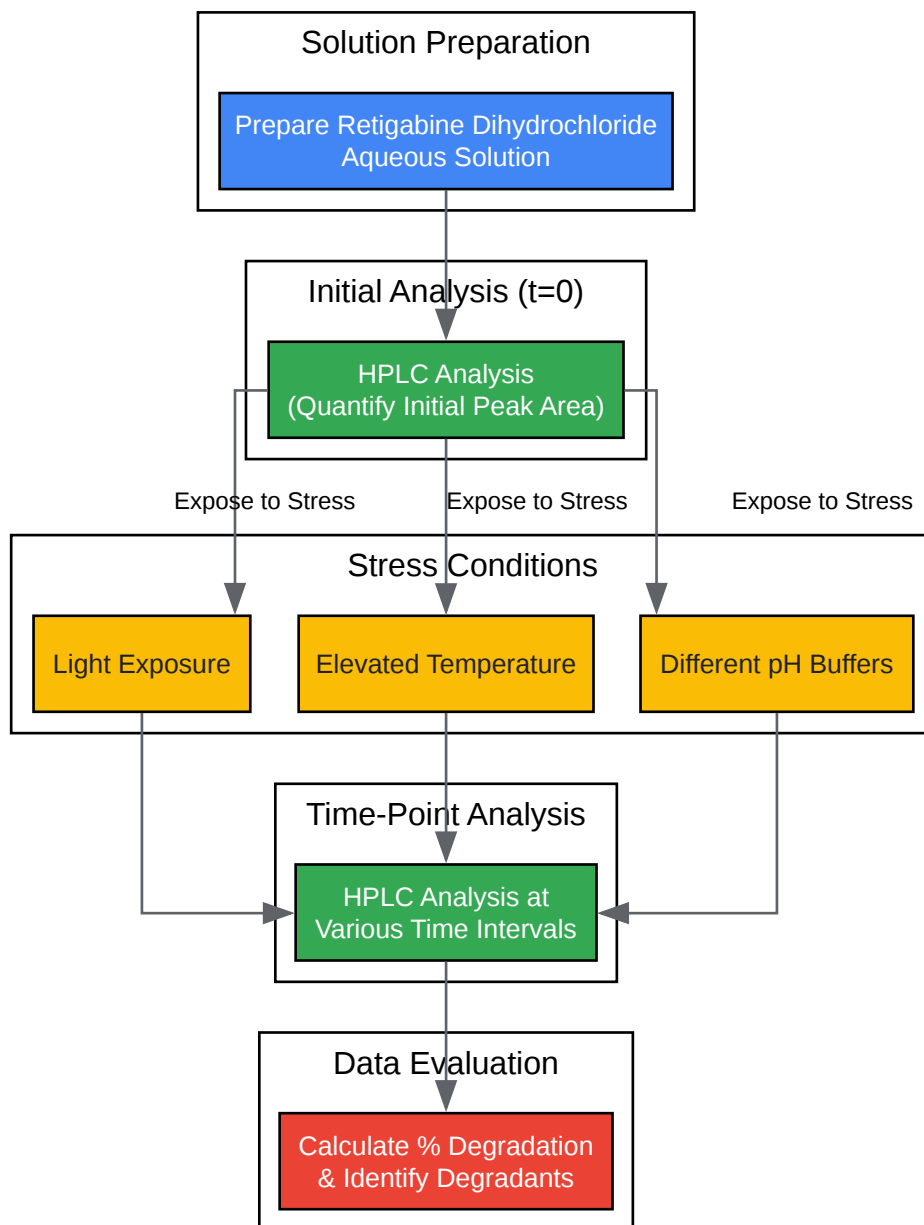 Solution Preparation
Prepare Retigabine Dihydrochloride
Aqueous Solution
Initial Analysis (t=0)
HPLC Analysis
(Quantify Initial Peak Area)
Expose to Stress
Expose to Stress
Expose to Stress
Stress Conditions
Light Exposure
Elevated Temperature
Different pH Buffers
Time-Point Analysis
HPLC Analysis at
Various Time Intervals
Data Evaluation
Calculate % Degradation
& Identify Degradants